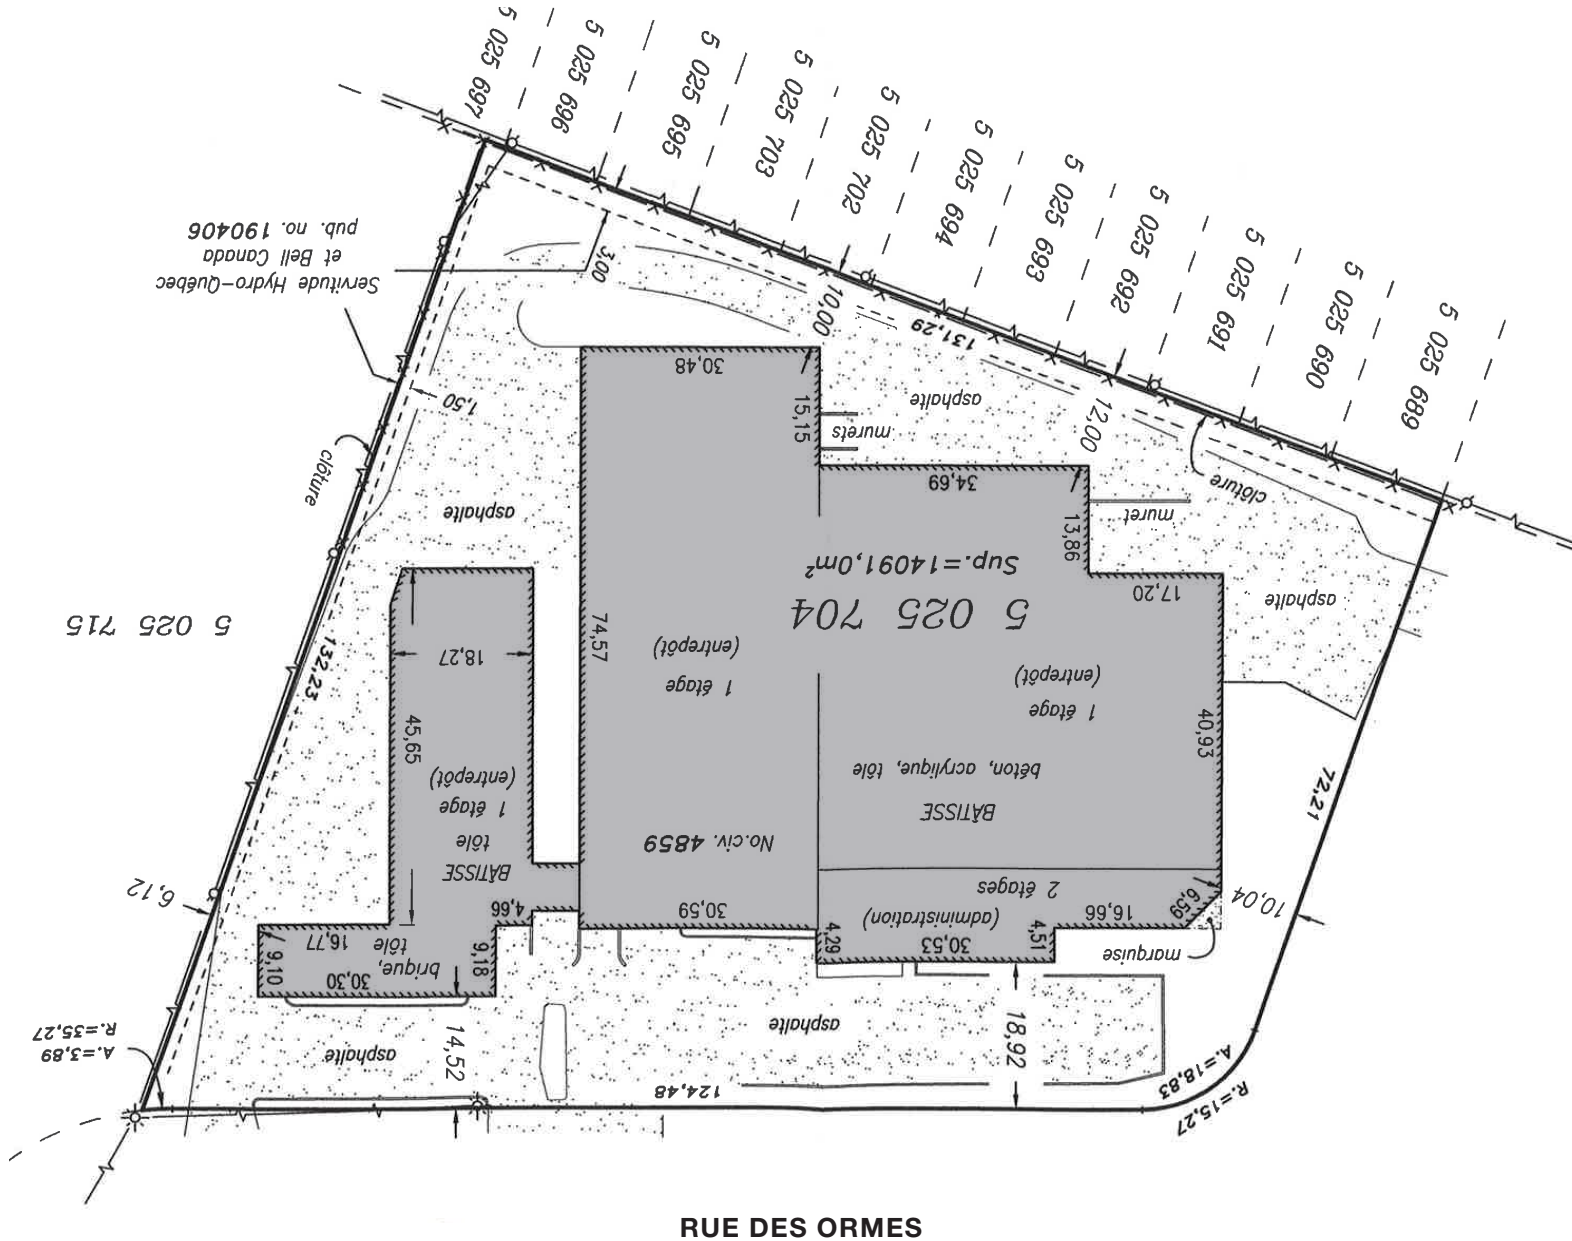 5 025 697
5 025 696
5 025 695
5 025 703
5 025 702
5 025 694
5 025 693
5 025 692
5 025 691
5 025 690
5 025 689
Servitude Hydro-Québec
et Bell Canada
pub. no. 190406
3,00
10,00
131,29
12,00
1,50
clôture
clôture
30,48
15,15
murets
asphalte
34,69
13,86
muret
17,20
asphalte
asphalte
Sup.=14091,0m²
5 025 704
5 025 715
132,23
18,27
45,65
74,57
1 étage
(entrepôt)
1 étage
(entrepôt)
BÂTISSE
béton, acrylique, tôle
40,93
72,21
BÂTISSE
tôle
1 étage
(entrepôt)
No.civ. 4859
2 étages
(administration)
6,12
4,66
30,59
4,29
30,53
4,51
16,66
6,59
10,04
marquise
16,77
9,10
30,30
9,18
brique,
tôle
14,52
18,92
asphalte
asphalte
A.=3,89
R.=35,27
124,48
A.=18,83
R.=15,27
RUE DES ORMES